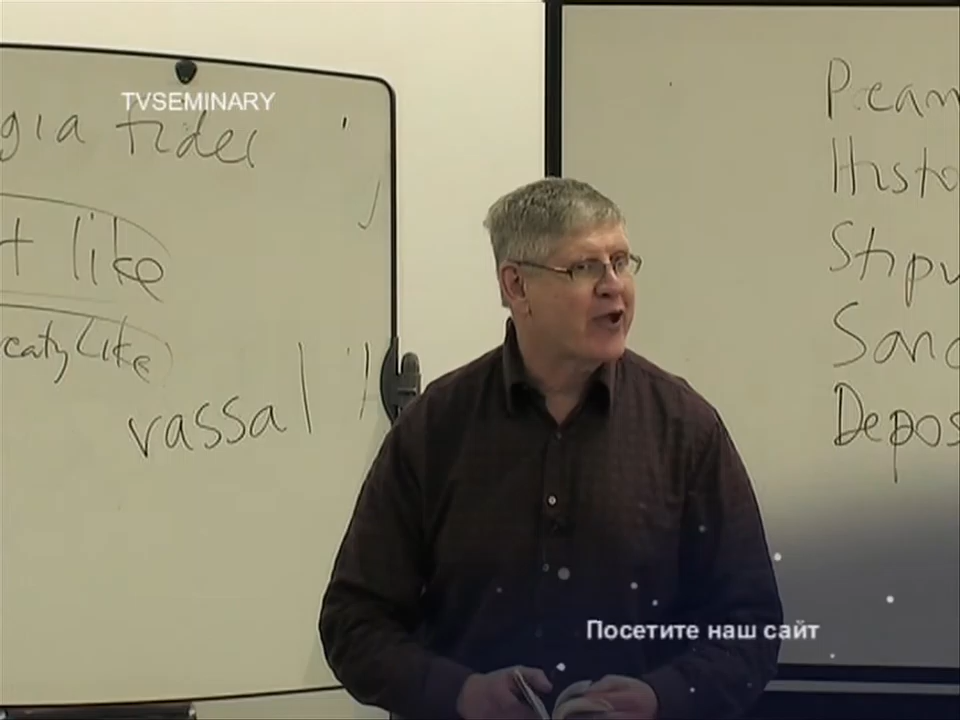 TVSEMINARY
gia fidei
t like
eaty like
vassal
Pream
Histo
Stipu
Sanc
Depos
Посетите наш сайт